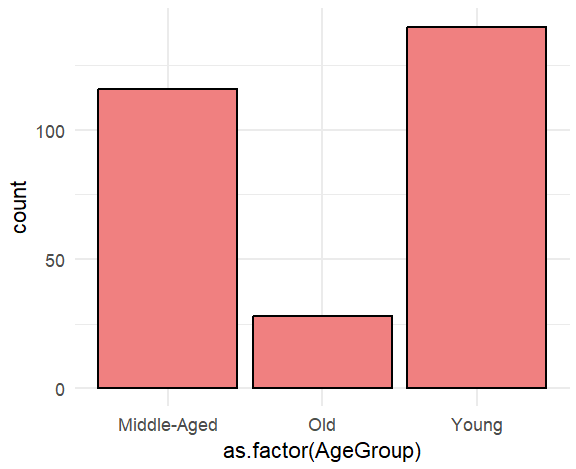 count
100
50
0
Middle-Aged Old Young
as.factor(AgeGroup)